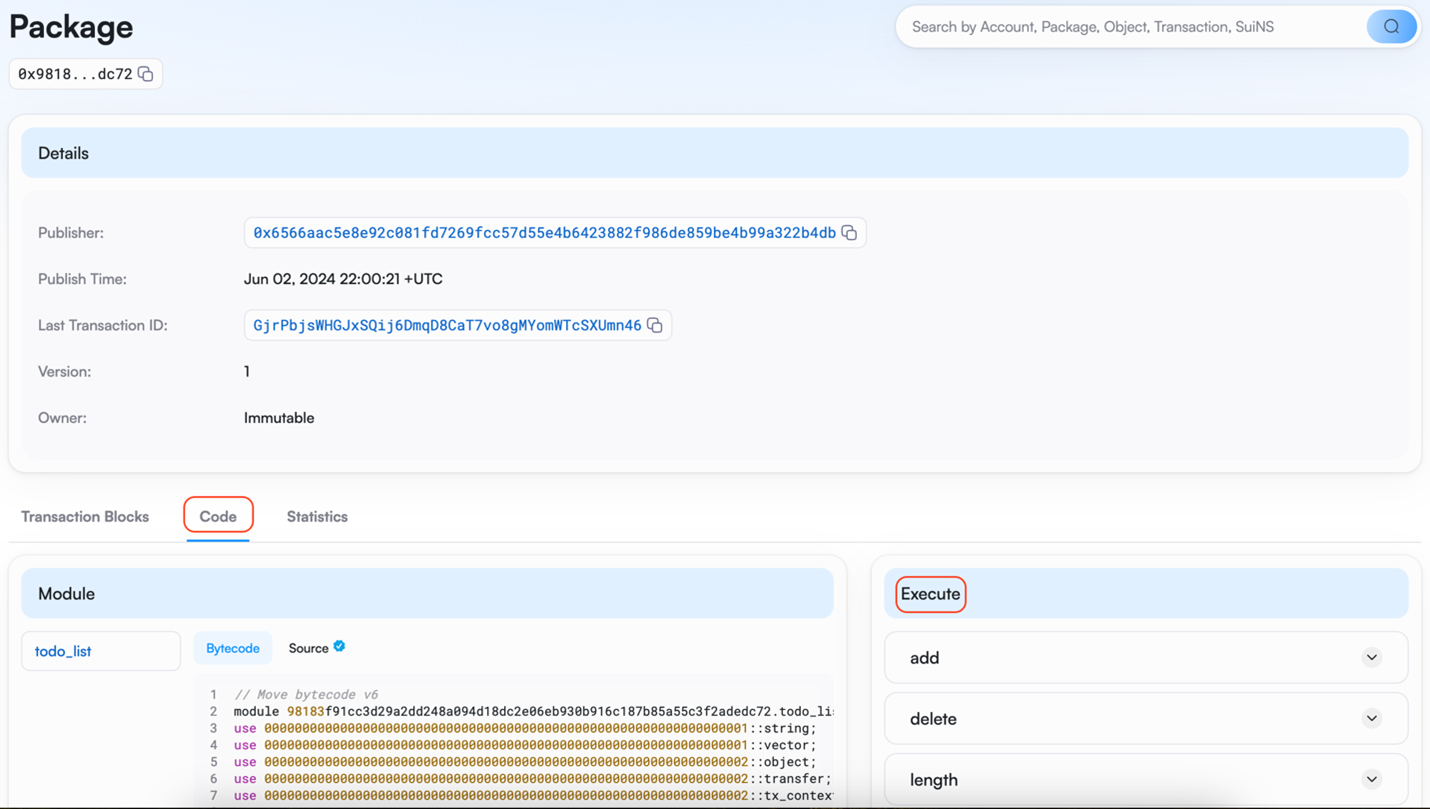 Package
Search by Account, Package, Object, Transaction, SuiNS
0x9818...dc72
Details
Publisher: 0x6566aac5e8e92c081fd7269fcc57d55e4b6423882f986de859be4b99a322b4db
Publish Time: Jun 02, 2024 22:00:21 +UTC
Last Transaction ID: GjrPbjsWHGJxSQij6DmqD8CaT7vo8gMYomWTcSXUmn46
Version: 1
Owner: Immutable
Transaction Blocks Code Statistics
Module
todo_list
Bytecode Source
1 // Move bytecode v6
2 module 98183f91cc3d29a2dd248a094d18dc2e06eb930b916c187b85a55c3f2adedc72.todo_lis
3 use 0000000000000000000000000000000000000000000000000000000000000001::string;
4 use 0000000000000000000000000000000000000000000000000000000000000001::vector;
5 use 0000000000000000000000000000000000000000000000000000000000000002::object;
6 use 0000000000000000000000000000000000000000000000000000000000000002::transfer;
7 use 0000000000000000000000000000000000000000000000000000000000000002::tx_contex
Execute
add
delete
length